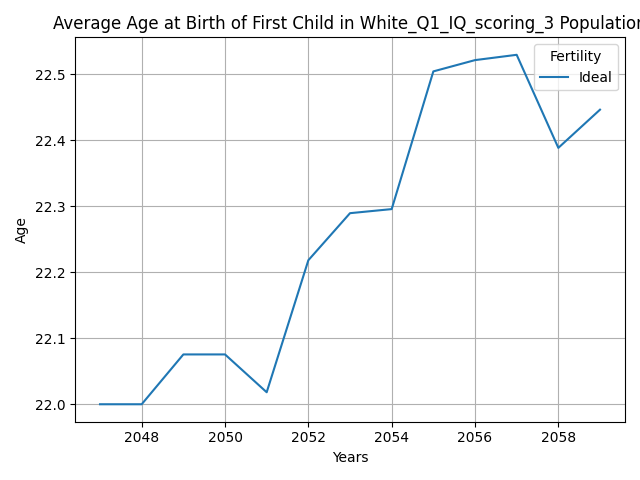 Average Age at Birth of First Child in White_Q1_IQ_scoring_3 Population
Fertility
Ideal
22.5
22.4
22.3
22.2
22.1
22.0
Age
2048 2050 2052 2054 2056 2058
Years